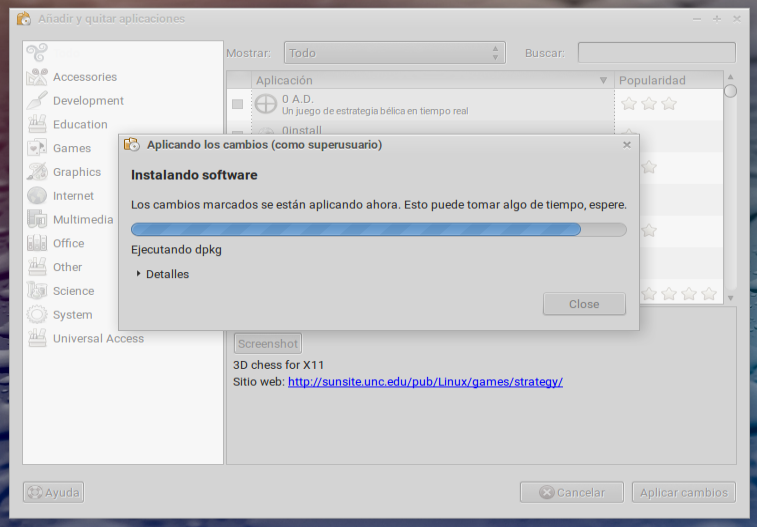 Añadir y quitar aplicaciones
Mostrar: Todo Buscar:
Accessories
Development
Education
Games
Graphics
Internet
Multimedia
Office
Other
Science
System
Universal Access
Aplicación Popularidad
0 A.D.
Un juego de estrategia bélica en tiempo real
0install
Aplicando los cambios (como superusuario)
Instalando software
Los cambios marcados se están aplicando ahora. Esto puede tomar algo de tiempo, espere.
Ejecutando dpkg
Detalles
Close
Screenshot
3D chess for X11
Sitio web: http://sunsite.unc.edu/pub/Linux/games/strategy/
Ayuda Cancelar Aplicar cambios